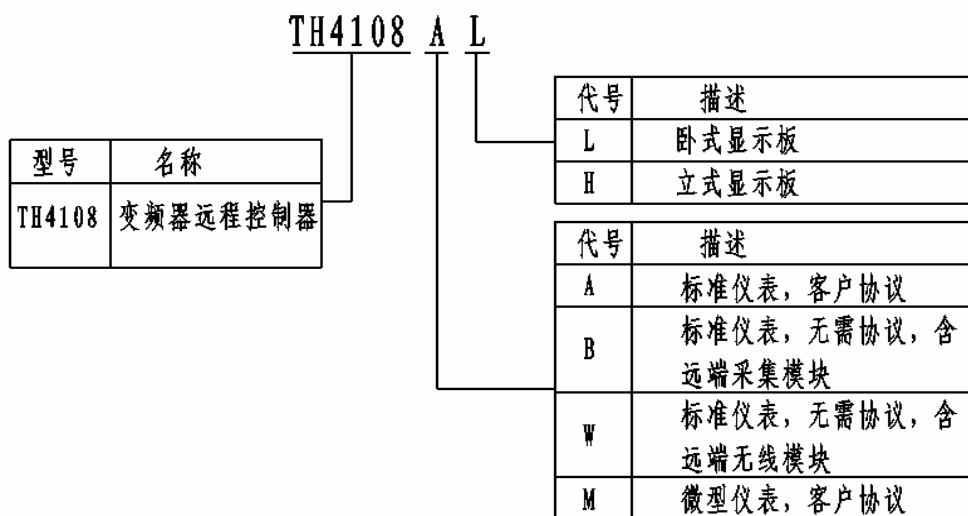 TH4108 A L
型号 名称
TH4108 变频器远程控制器
代号 描述
L 卧式显示板
H 立式显示板
代号 描述
A 标准仪表，客户协议
B 标准仪表，无需协议，含
远端采集模块
W 标准仪表，无需协议，含
远端无线模块
M 微型仪表，客户协议